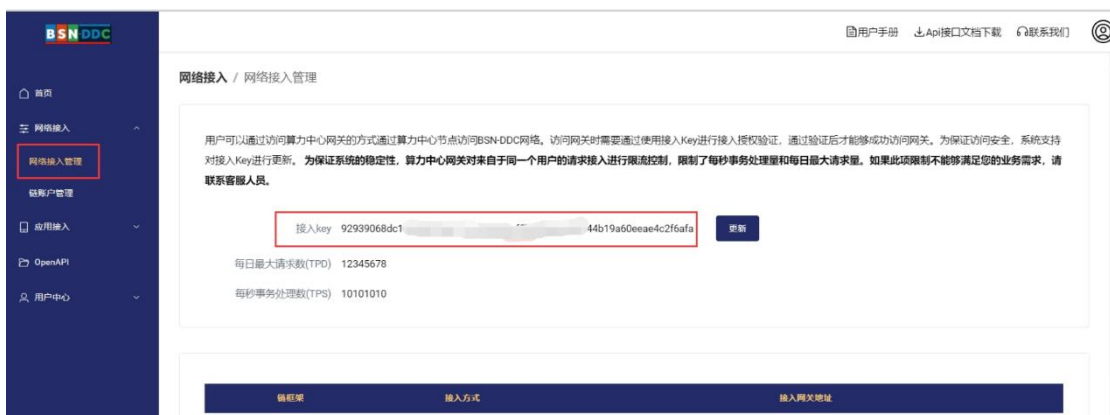 BSN DDC
用户手册 Api接口文档下载 联系我们
网络接入 / 网络接入管理
首页
网络接入
网络接入管理
链账户管理
应用接入
OpenAPI
用户中心
用户可以通过访问算力中心网关的方式通过算力中心节点访问BSN-DDC网络。访问网关时需要通过使用接入Key进行接入授权验证，通过验证后才能够成功访问网关。为保证访问安全，系统支持
对接入Key进行更新。 为保证系统的稳定性，算力中心网关对来自于同一个用户的请求接入进行限流控制，限制了每秒事务处理量和每日最大请求量。如果此项限制不能够满足您的业务需求，请
联系客服人员。
接入key 92939068dc1 44b19a60eeae4c2f6afa 更新
每日最大请求数(TPD) 12345678
每秒事务处理数(TPS) 10101010
链框架 接入方式 接入网关地址